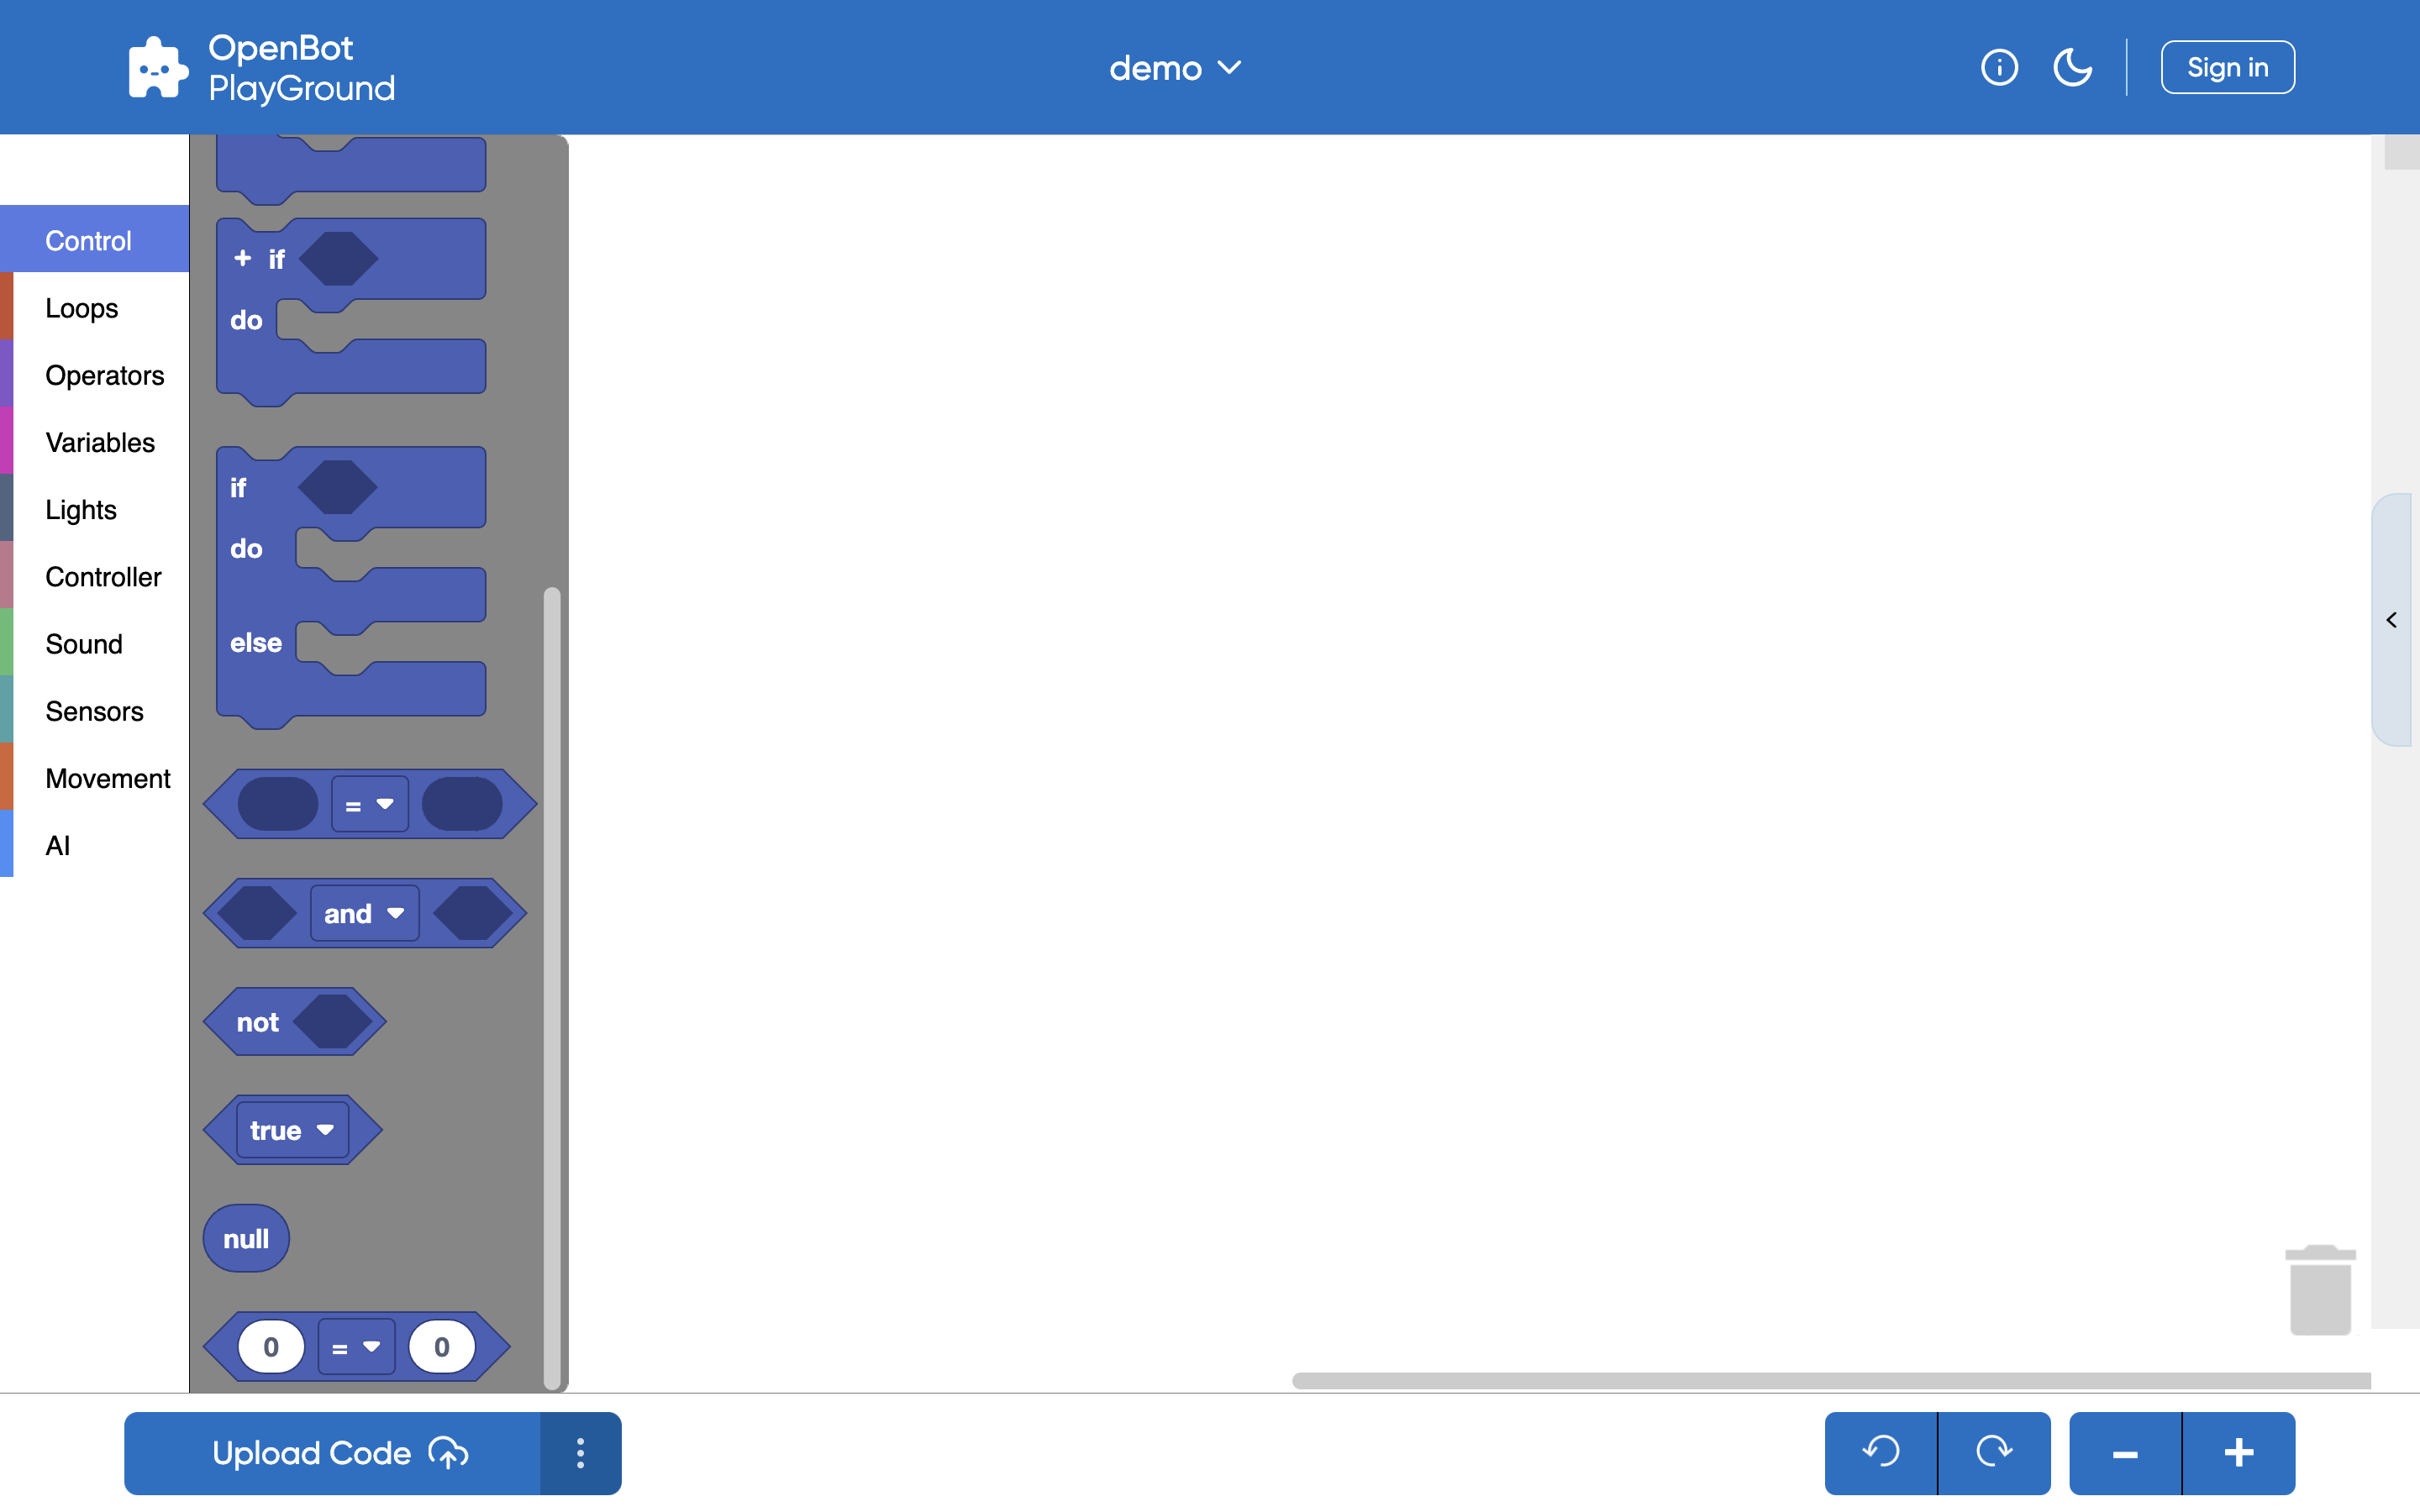 OpenBot
PlayGround
demo
Sign in
Control
Loops
Operators
Variables
Lights
Controller
Sound
Sensors
Movement
AI
+ if
do
if
do
else
=
and
not
true
null
0 = 0
Upload Code